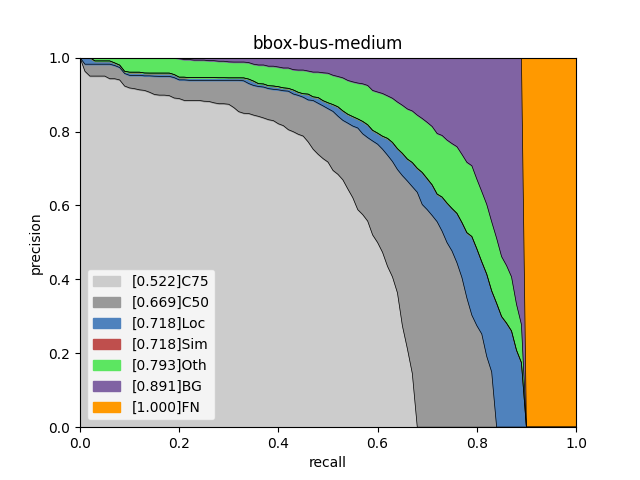 bbox-bus-medium
1.0
0.8
0.6
0.4
0.2
0.0
precision
[0.522]C75
[0.669]C50
[0.718]Loc
[0.718]Sim
[0.793]Oth
[0.891]BG
[1.000]FN
0.0 0.2 0.4 0.6 0.8 1.0
recall